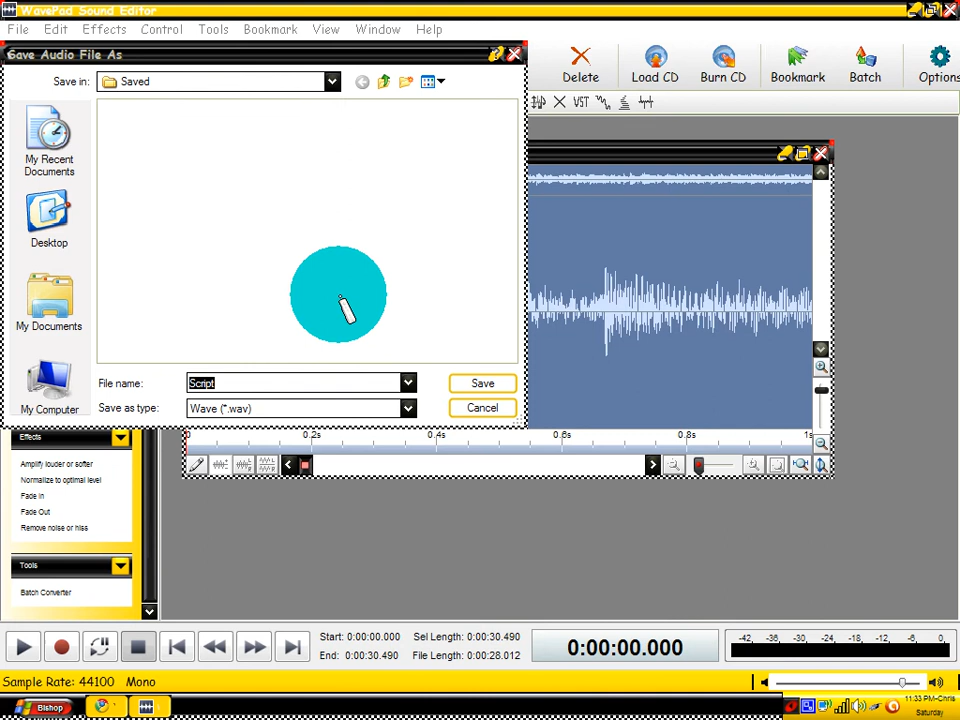 WavePad Sound Editor
File Edit Effects Control Tools Bookmark View Window Help
Save Audio File As
Save in: Saved
Delete Load CD Burn CD Bookmark Batch Options
VST
My Recent
Documents
Desktop
My Documents
My Computer
File name: Script Save
Save as type: Wave (*.wav) Cancel
0 0.2s 0.4s 0.6s 0.8s 1s
Effects
Amplify louder or softer
Normalize to optimal level
Fade In
Fade Out
Remove noise or hiss
Tools
Batch Converter
Start: 0:00:00.000 Sel Length: 0:00:30.490
End: 0:00:30.490 File Length: 0:00:28.012
0:00:00.000
-42 -36 -30 -24 -18 -12 -6 0
Sample Rate: 44100 Mono
Bishop
11:33 PM-Chris
Saturday